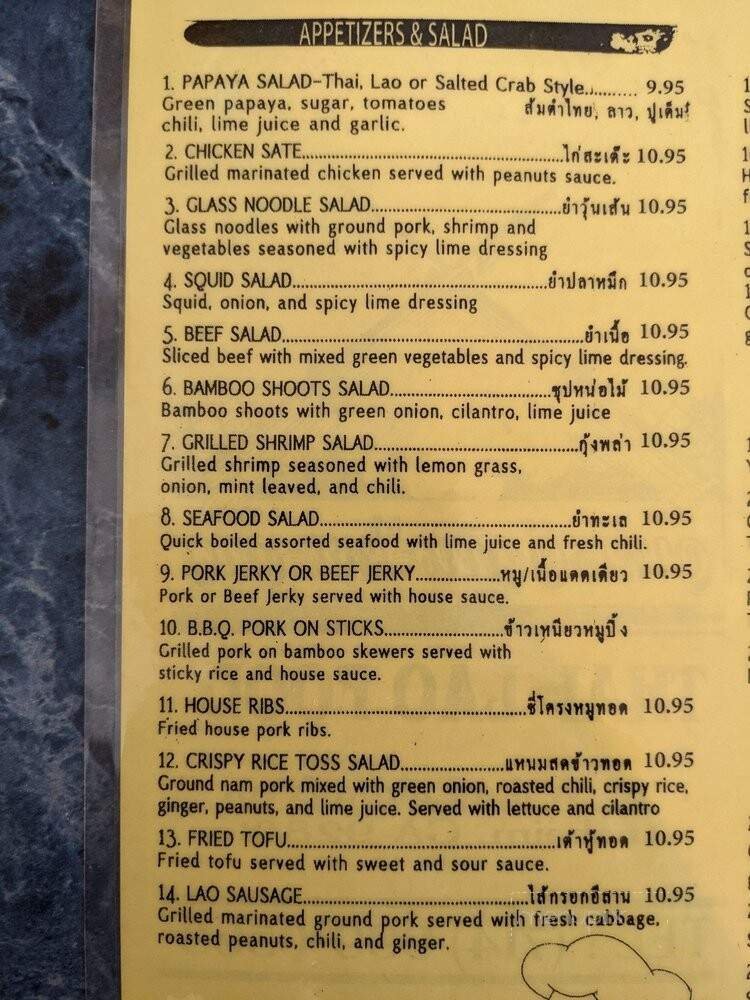 APPETIZERS & SALAD
1. PAPAYA SALAD-Thai, Lao or Salted Crab Style............ 9.95
Green papaya, sugar, tomatoes ส้มตำไทย, ลาว, ปูเค็ม
chili, lime juice and garlic.
2. CHICKEN SATE....................ไก่สะเต๊ะ 10.95
Grilled marinated chicken served with peanuts sauce.
3. GLASS NOODLE SALAD....................ยำวุ้นเส้น 10.95
Glass noodles with ground pork, shrimp and
vegetables seasoned with spicy lime dressing
4. SQUID SALAD....................ยำปลาหมึก 10.95
Squid, onion, and spicy lime dressing
5. BEEF SALAD....................ยำเนื้อ 10.95
Sliced beef with mixed green vegetables and spicy lime dressing.
6. BAMBOO SHOOTS SALAD....................ซุปหน่อไม้ 10.95
Bamboo shoots with green onion, cilantro, lime juice
7. GRILLED SHRIMP SALAD....................กุ้งพล่า 10.95
Grilled shrimp seasoned with lemon grass,
onion, mint leaved, and chili.
8. SEAFOOD SALAD....................ยำทะเล 10.95
Quick boiled assorted seafood with lime juice and fresh chili.
9. PORK JERKY OR BEEF JERKY....................หมู/เนื้อแดดเดียว 10.95
Pork or Beef Jerky served with house sauce.
10. B.B.Q. PORK ON STICKS....................ข้าวเหนียวหมูปิ้ง
Grilled pork on bamboo skewers served with
sticky rice and house sauce.
11. HOUSE RIBS....................ซี่โครงหมูทอด 10.95
Fried house pork ribs.
12. CRISPY RICE TOSS SALAD....................แหนมสดข้าวทอด 10.95
Ground nam pork mixed with green onion, roasted chili, crispy rice,
ginger, peanuts, and lime juice. Served with lettuce and cilantro
13. FRIED TOFU....................เต้าหู้ทอด 10.95
Fried tofu served with sweet and sour sauce.
14. LAO SAUSAGE....................ไส้กรอกอีสาน 10.95
Grilled marinated ground pork served with fresh cabbage,
roasted peanuts, chili, and ginger.